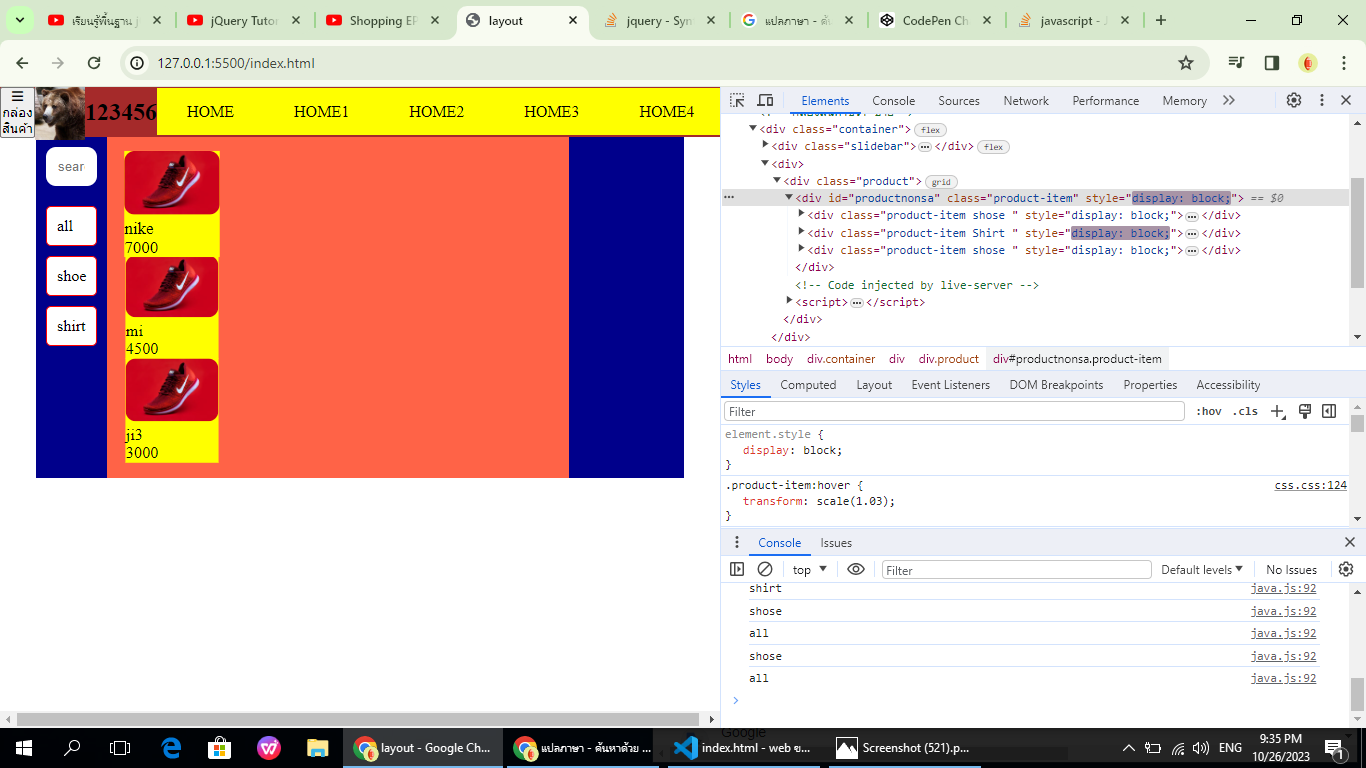 เรียนรู้พื้นฐาน j
jQuery Tutor
Shopping EP
layout
jquery - Syn
แปลภาษา - ค้น
CodePen Ch
javascript - J
127.0.0.1:5500/index.html
กล่อง
สินค้า
123456
HOME
HOME1
HOME2
HOME3
HOME4
sear
all
shoe
shirt
nike
7000
mi
4500
ji3
3000
Elements
Console
Sources
Network
Performance
Memory
<div class="container"> flex
<div class="slidebar">…</div> flex
<div>
<div class="product"> grid
<div id="productnonsa" class="product-item" style="display: block;"> == $0
<div class="product-item shose " style="display: block;">…</div>
<div class="product-item Shirt " style="display: block;">…</div>
<div class="product-item shose " style="display: block;">…</div>
</div>
<!-- Code injected by live-server -->
<script>…</script>
</div>
</div>
html body div.container div div.product div#productnonsa.product-item
Styles Computed Layout Event Listeners DOM Breakpoints Properties Accessibility
Filter
:hov .cls
element.style {
display: block;
}
.product-item:hover {
css.css:124
transform: scale(1.03);
}
Console Issues
top
Filter
Default levels
No Issues
shirt java.js:92
shose java.js:92
all java.js:92
shose java.js:92
all java.js:92
Google
layout - Google Ch...
แปลภาษา - ค้นหาด้วย ...
index.html - web ข...
Screenshot (521).p...
ENG
9:35 PM
10/26/2023
1